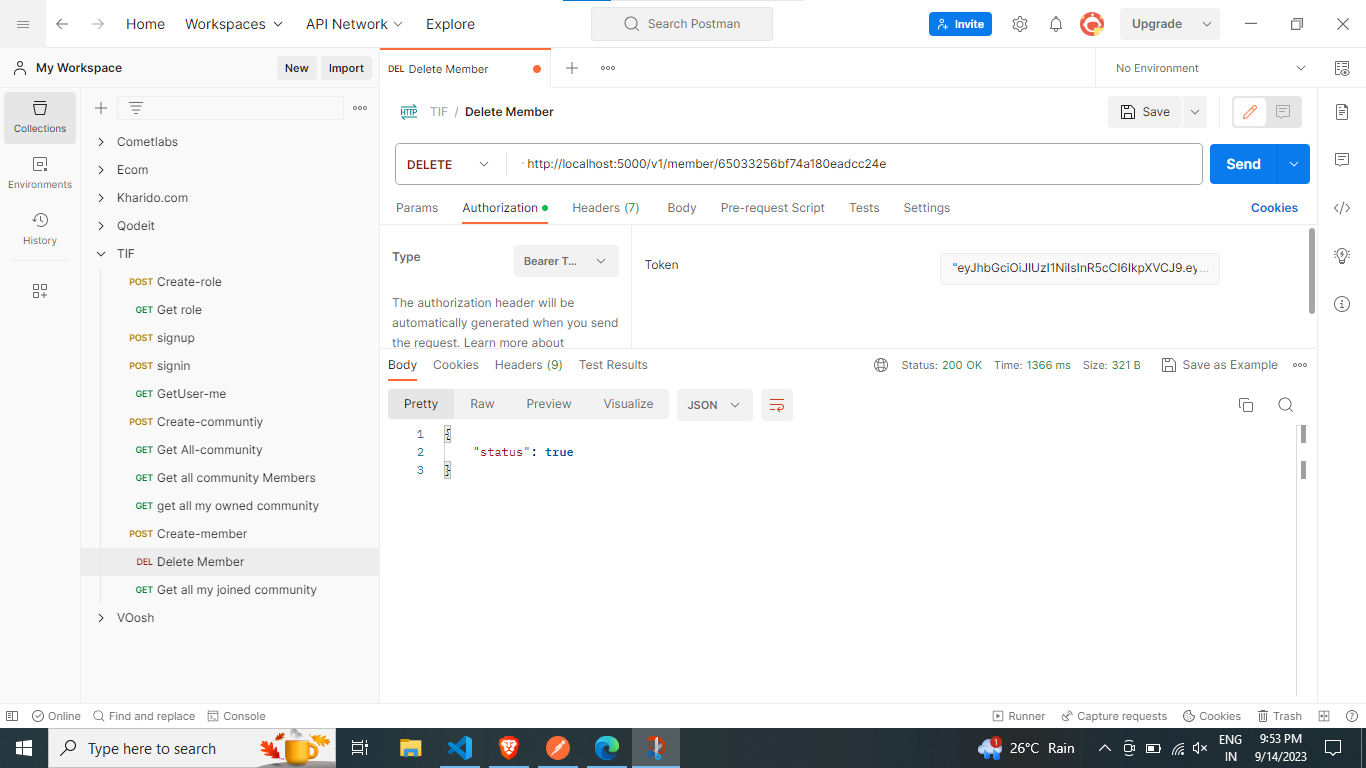 Home
Workspaces
API Network
Explore
Search Postman
Invite
Upgrade
My Workspace
New
Import
DEL Delete Member
No Environment
Collections
Environments
History
Cometlabs
Ecom
Kharido.com
Qodeit
TIF
POST Create-role
GET Get role
POST signup
POST signin
GET GetUser-me
POST Create-communtiy
GET Get All-community
GET Get all community Members
GET get all my owned community
POST Create-member
DEL Delete Member
GET Get all my joined community
VOosh
HTTP TIF / Delete Member
Save
DELETE
http://localhost:5000/v1/member/65033256bf74a180eadcc24e
Send
Params Authorization Headers (7) Body Pre-request Script Tests Settings Cookies
Type
Bearer T...
The authorization header will be
automatically generated when you send
the request. Learn more about
Token
"eyJhbGciOiJIUzI1NiIsInR5cCI6IkpXVCJ9.ey...
Body Cookies Headers (9) Test Results
Status: 200 OK Time: 1366 ms Size: 321 B
Save as Example
Pretty Raw Preview Visualize JSON
1 {
2 "status": true
3 }
Online
Find and replace
Console
Runner
Capture requests
Cookies
Trash
Type here to search
26°C Rain
ENG
IN
9:53 PM
9/14/2023